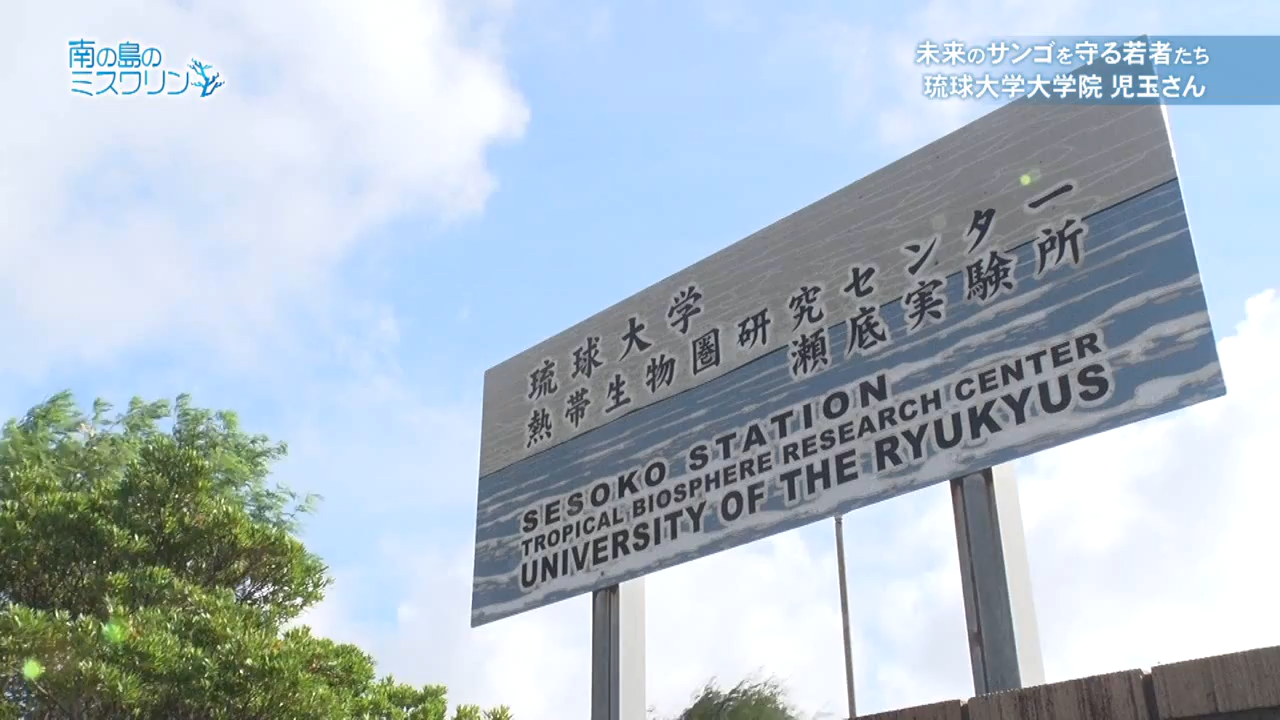 南の島の
ミスワリン
未来のサンゴを守る若者たち
琉球大学大学院 児玉さん
琉球大学
熱帯生物圏研究センター
瀬底実験所
SESOKO STATION
TROPICAL BIOSPHERE RESEARCH CENTER
UNIVERSITY OF THE RYUKYUS